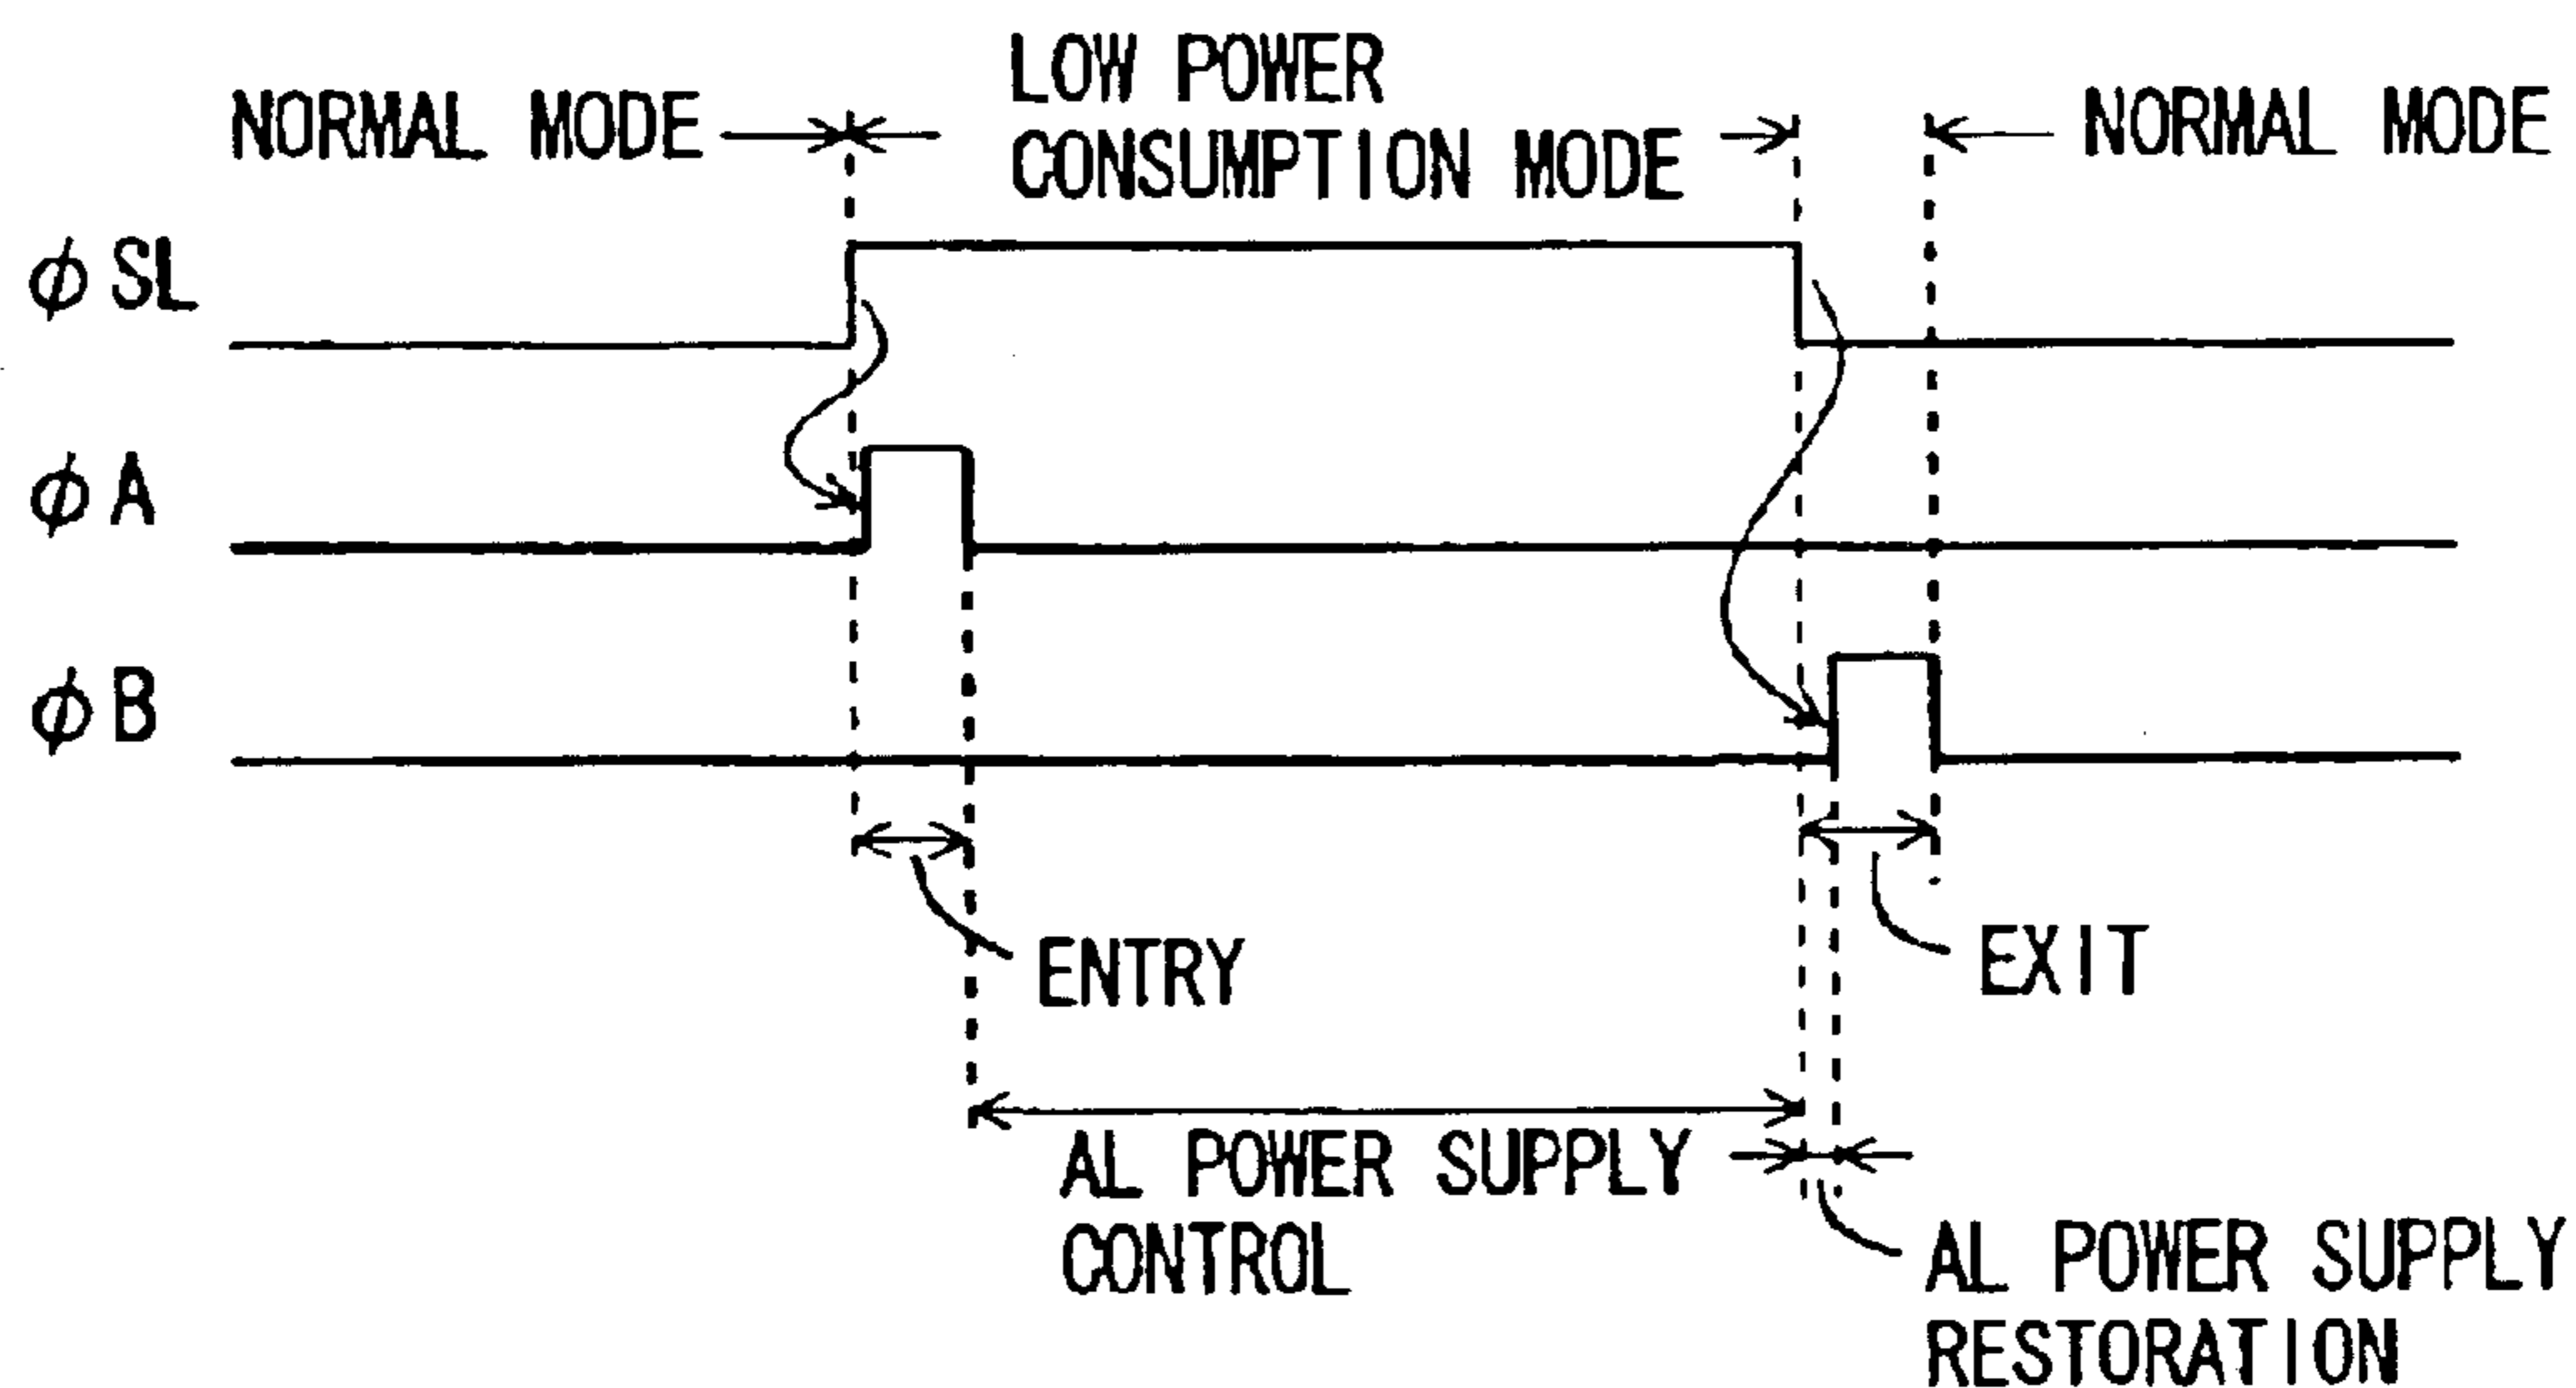 NORMAL MODE
LOW POWER
CONSUMPTION MODE
NORMAL MODE
φSL
φA
φB
ENTRY
EXIT
AL POWER SUPPLY
CONTROL
AL POWER SUPPLY
RESTORATION